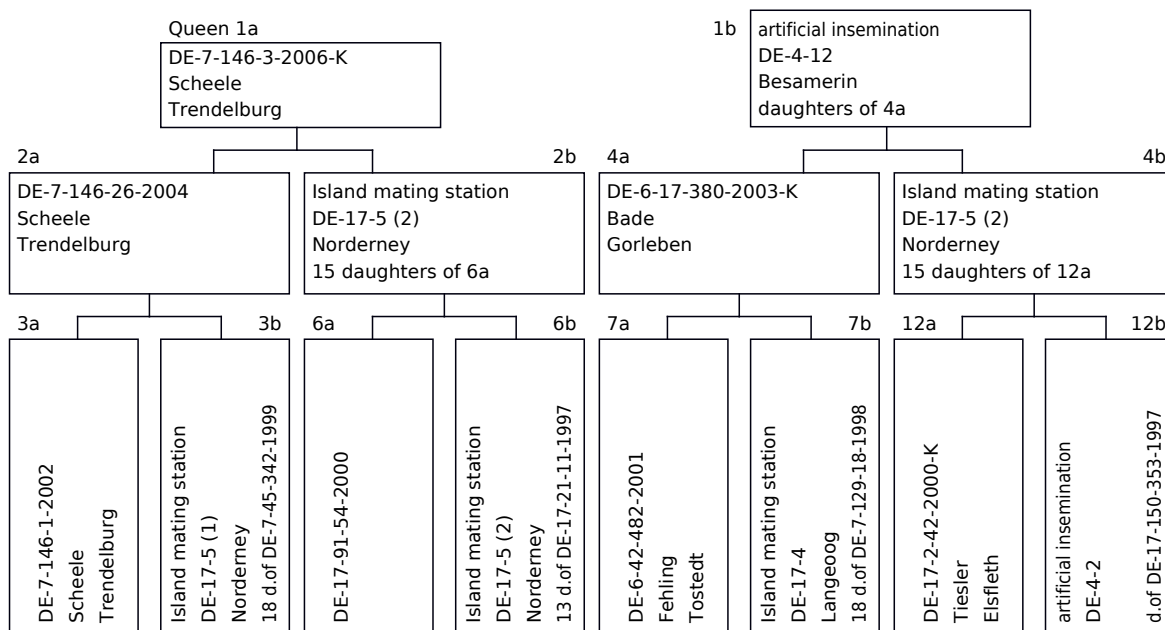 Queen 1a
DE-7-146-3-2006-K
Scheele
Trendelburg
1b
artificial insemination
DE-4-12
Besamerin
daughters of 4a
2a
DE-7-146-26-2004
Scheele
Trendelburg
2b
Island mating station
DE-17-5 (2)
Norderney
15 daughters of 6a
4a
DE-6-17-380-2003-K
Bade
Gorleben
4b
Island mating station
DE-17-5 (2)
Norderney
15 daughters of 12a
3a
DE-7-146-1-2002
Scheele
Trendelburg
3b
Island mating station
DE-17-5 (1)
Norderney
18 d.of DE-7-45-342-1999
6a
DE-17-91-54-2000
6b
Island mating station
DE-17-5 (2)
Norderney
13 d.of DE-17-21-11-1997
7a
DE-6-42-482-2001
Fehling
Tostedt
7b
Island mating station
DE-17-4
Langeoog
18 d.of DE-7-129-18-1998
12a
DE-17-2-42-2000-K
Tiesler
Elsfleth
12b
artificial insemination
DE-4-2
d.of DE-17-150-353-1997